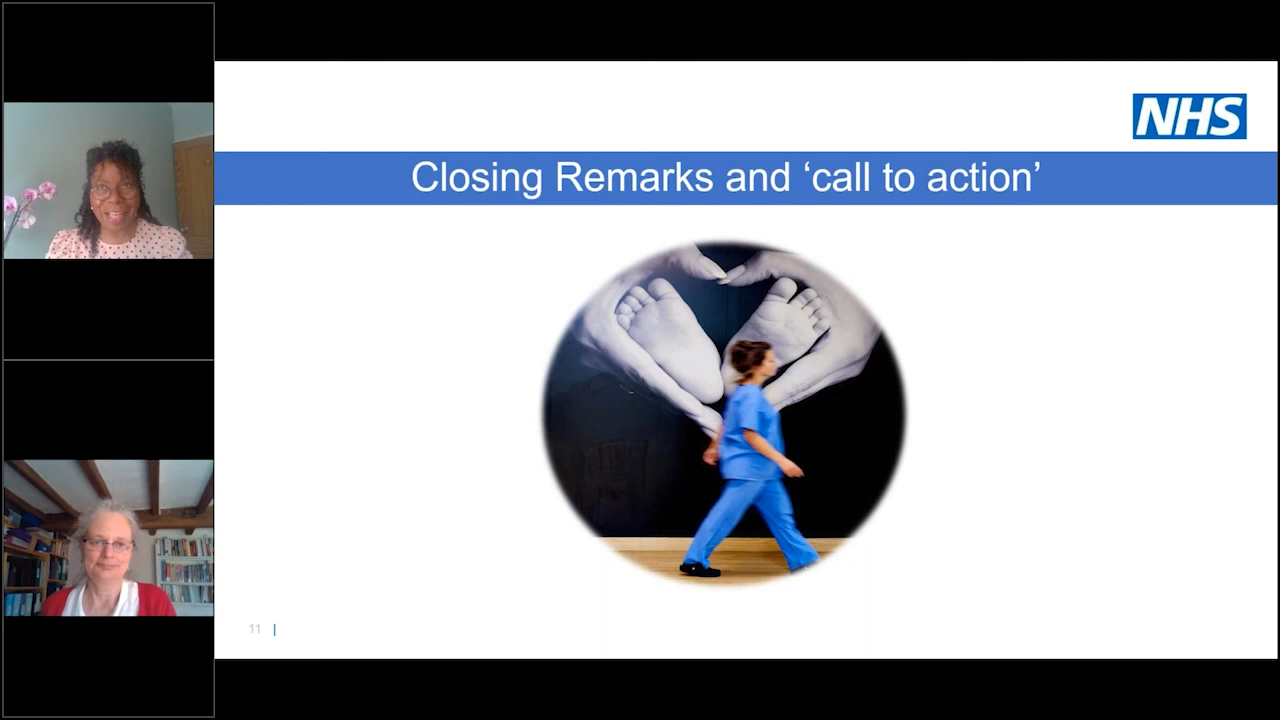 NHS
Closing Remarks and ‘call to action’
11 |